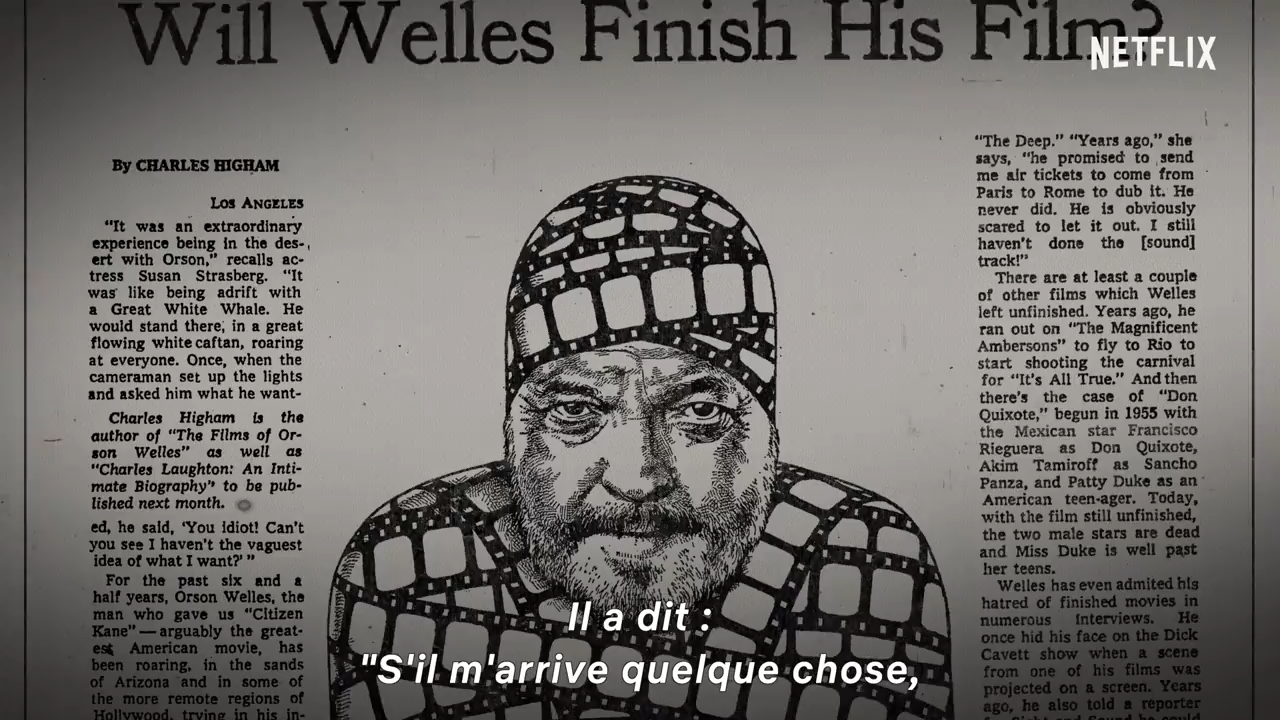 Will Welles Finish His Film?
NETFLIX
By CHARLES HIGHAM
LOS ANGELES
"It was an extraordinary
experience being in the des-
ert with Orson," recalls ac-
tress Susan Strasberg. "It
was like being adrift with
a Great White Whale. He
would stand there, in a great
flowing white caftan, roaring
at everyone. Once, when the
cameraman set up the lights
and asked him what he want-
Charles Higham is the
author of "The Films of Or-
son Welles" as well as
"Charles Laughton: An Inti-
mate Biography" to be pub-
lished next month.
ed, he said, 'You idiot! Can't
you see I haven't the vaguest
idea of what I want?' "
For the past six and a
half years, Orson Welles, the
man who gave us "Citizen
Kane" — arguably the great-
est American movie, has
been roaring, in the sands
of Arizona and in some of
the more remote regions of
Hollywood, trying in his in-
"The Deep." "Years ago," she
says, "he promised to send
me air tickets to come from
Paris to Rome to dub it. He
never did. He is obviously
scared to let it out. I still
haven't done the [sound]
track!"
There are at least a couple
of other films which Welles
left unfinished. Years ago, he
ran out on "The Magnificent
Ambersons" to fly to Rio to
start shooting the carnival
for "It's All True." And then
there's the case of "Don
Quixote," begun in 1955 with
the Mexican star Francisco
Rieguera as Don Quixote,
Akim Tamiroff as Sancho
Panza, and Patty Duke as an
American teen-ager. Today,
with the film still unfinished,
the two male stars are dead
and Miss Duke is well past
her teens.
Welles has even admitted his
hatred of finished movies in
numerous interviews. He
once hid his face on the Dick
Cavett show when a scene
from one of his films was
projected on a screen. Years
ago, he also told a reporter
Il a dit :
"S'il m'arrive quelque chose,